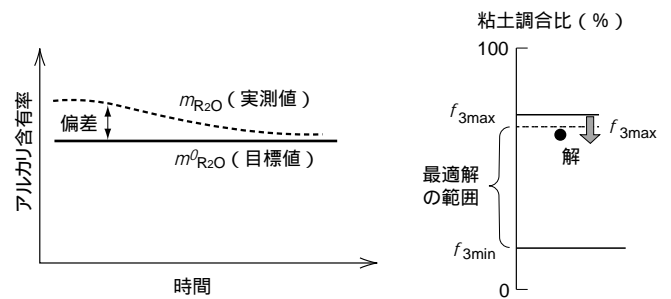 アルカリ含有率
偏差
mR2O（実測値）
m⁰R2O（目標値）
時間
粘土調合比（%）
100
f3max
f3max
解
最適解
の範囲
f3min
0